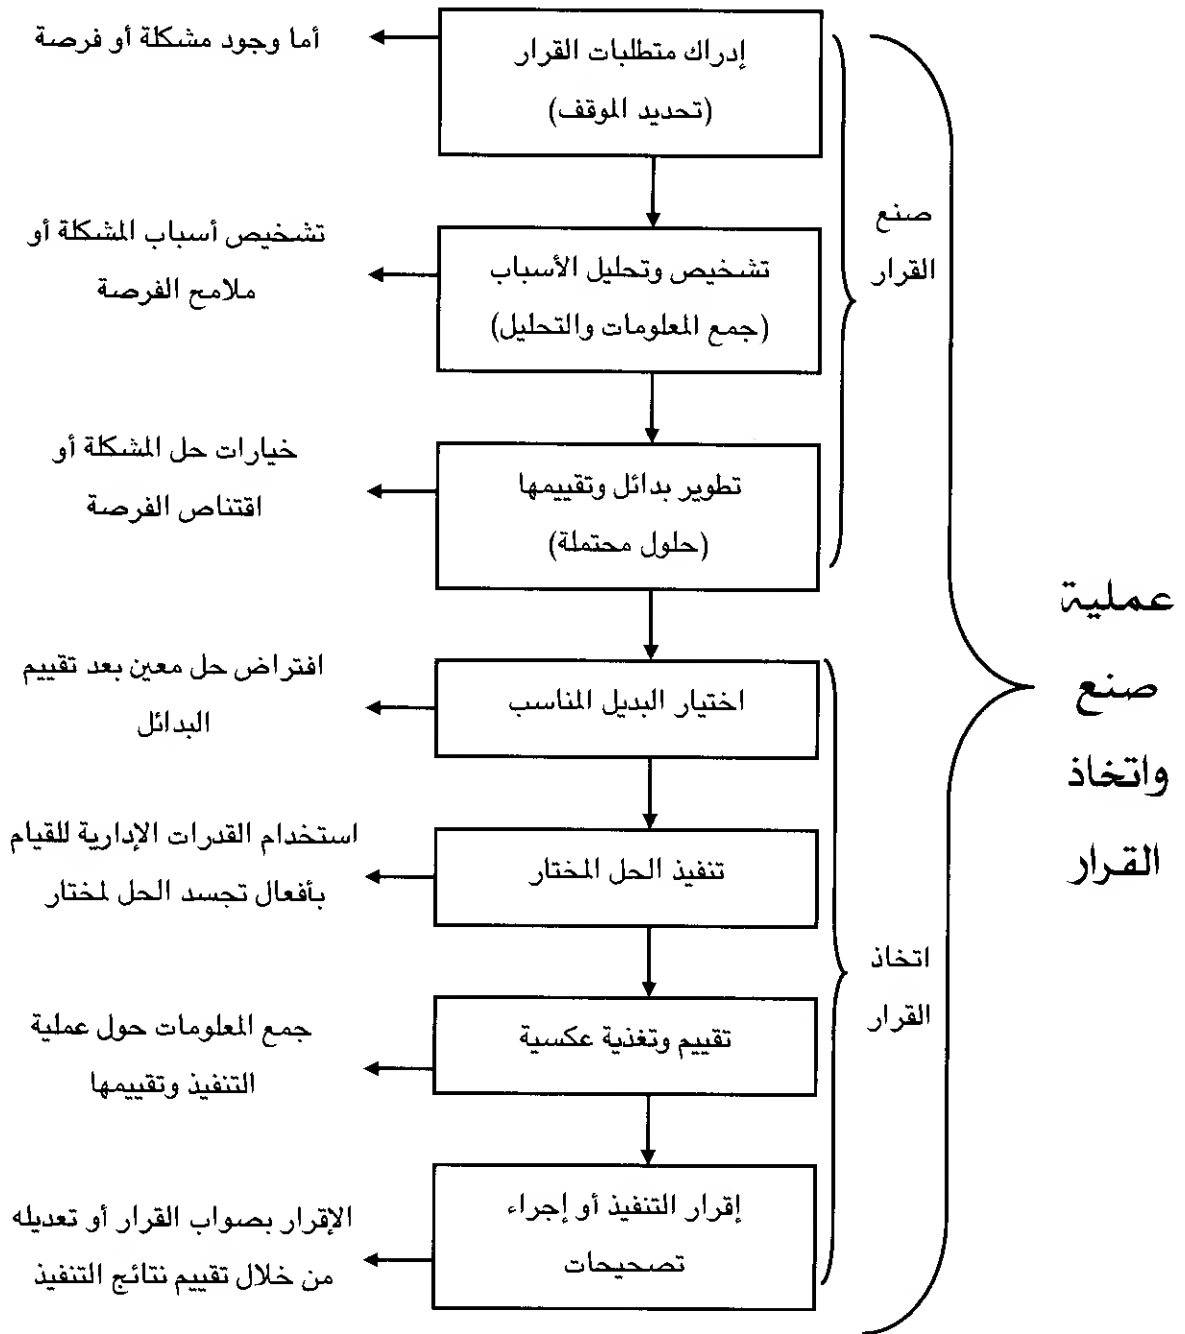 إدراك متطلبات القرار
(تحديد الموقف)
أما وجود مشكلة أو فرصة
تشخيص وتحليل الأسباب
(جمع المعلومات والتحليل)
تشخيص أسباب المشكلة أو
ملامح الفرصة
تطوير بدائل وتقييمها
(حلول محتملة)
خيارات حل المشكلة أو
اقتناص الفرصة
صنع
القرار
اختيار البديل المناسب
افتراض حل معين بعد تقييم
البدائل
تنفيذ الحل المختار
استخدام القدرات الإدارية للقيام
بأفعال تجسد الحل لمختار
تقييم وتغذية عكسية
جمع المعلومات حول عملية
التنفيذ وتقييمها
إقرار التنفيذ أو إجراء
تصحيحات
الإقرار بصواب القرار أو تعديله
من خلال تقييم نتائج التنفيذ
اتخاذ
القرار
عملية
صنع
واتخاذ
القرار